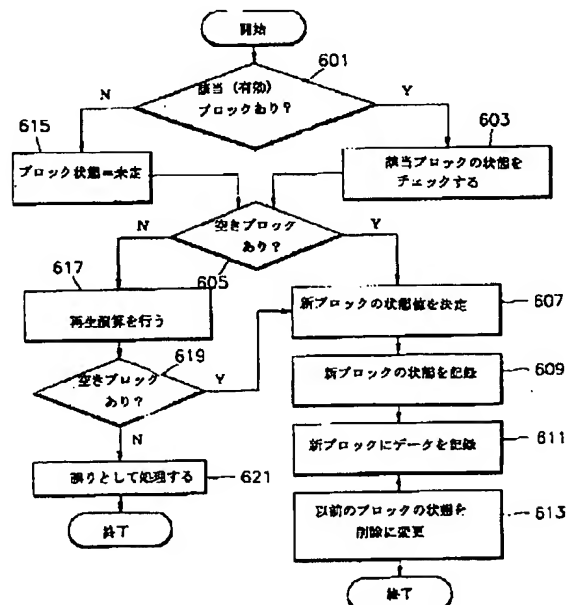 開始
601
該当(有効)
ブロックあり?
N
Y
615
603
ブロック状態=未定
該当ブロックの状態を
チェックする
N
空きブロック
あり?
Y
605
617
再生演算を行う
新ブロックの状態値を決定
607
619
空きブロック
あり?
Y
新ブロックの状態を記録
609
N
新ブロックにデータを記録
611
誤りとして処理する
621
以前のブロックの状態を
削除に変更
613
終了
終了